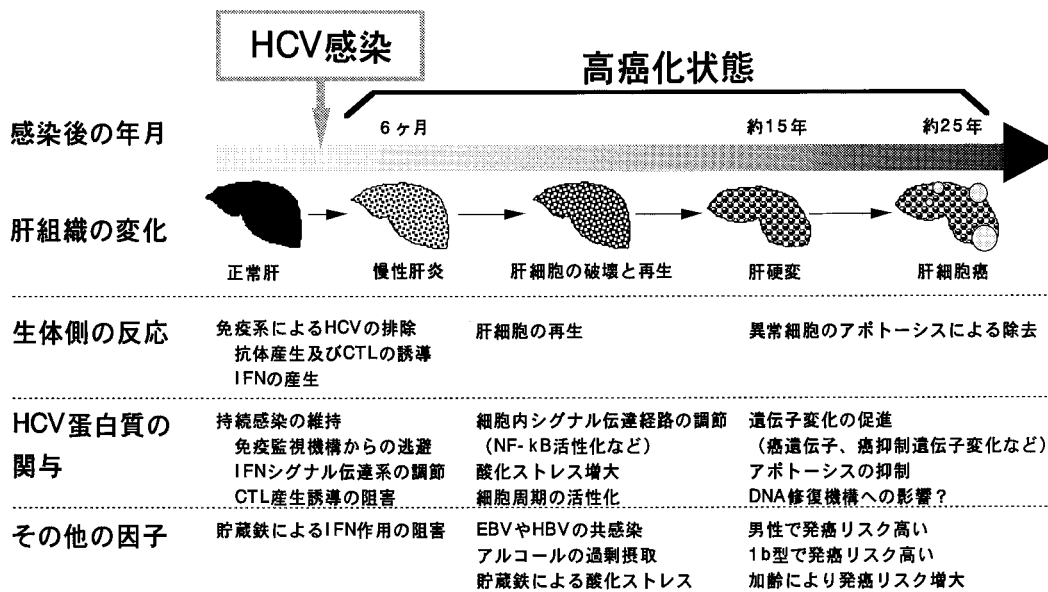 HCV感染
高癌化状態
感染後の年月
6ヶ月
約15年
約25年
肝組織の変化
正常肝
慢性肝炎
肝細胞の破壊と再生
肝硬変
肝細胞癌
生体側の反応
免疫系によるHCVの排除
抗体産生及びCTLの誘導
IFNの産生
肝細胞の再生
異常細胞のアポトーシスによる除去
HCV蛋白質の
関与
持続感染の維持
免疫監視機構からの逃避
IFNシグナル伝達系の調節
CTL産生誘導の阻害
細胞内シグナル伝達経路の調節
（NF-kB活性化など）
酸化ストレス増大
細胞周期の活性化
遺伝子変化の促進
（癌遺伝子、癌抑制遺伝子変化など）
アポトーシスの抑制
DNA修復機構への影響？
その他の因子
貯蔵鉄によるIFN作用の阻害
EBVやHBVの共感染
アルコールの過剰摂取
貯蔵鉄による酸化ストレス
男性で発癌リスク高い
1b型で発癌リスク高い
加齢により発癌リスク増大